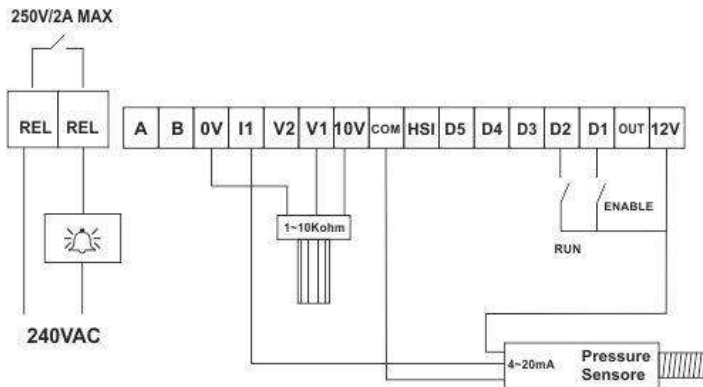 250V/2A MAX
REL REL A B 0V I1 V2 V1 10V COM HSI D5 D4 D3 D2 D1 OUT 12V
ENABLE
1~10Kohm
RUN
240VAC
4~20mA Pressure
Sensore